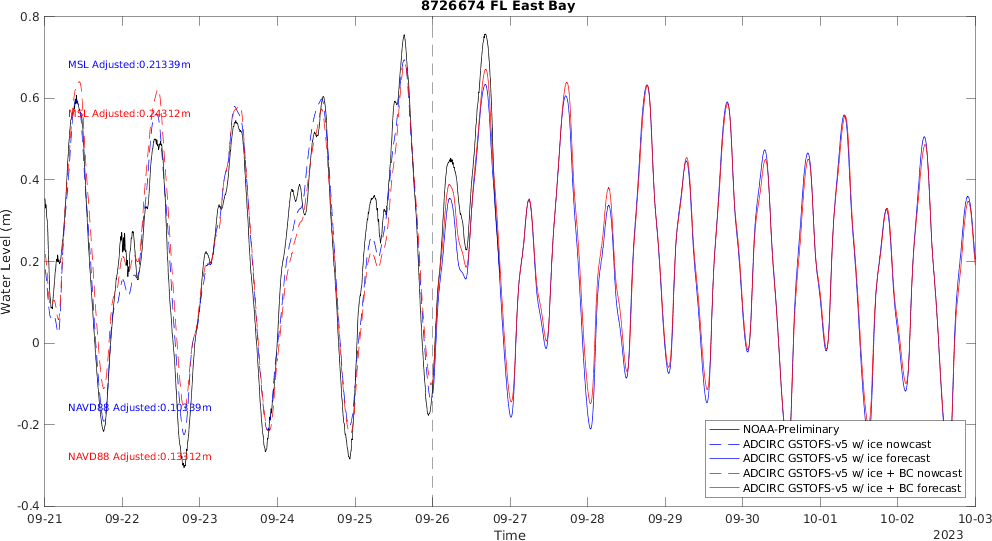 8726674 FL East Bay
0.8
0.6
0.4
0.2
0
-0.2
-0.4
Water Level (m)
MSL Adjusted:0.21339m
MSL Adjusted:0.24312m
NAVD88 Adjusted:0.10339m
NAVD88 Adjusted:0.13312m
NOAA-Preliminary
ADCIRC GSTOFS-v5 w/ ice nowcast
ADCIRC GSTOFS-v5 w/ ice forecast
ADCIRC GSTOFS-v5 w/ ice + BC nowcast
ADCIRC GSTOFS-v5 w/ ice + BC forecast
09-21 09-22 09-23 09-24 09-25 09-26 09-27 09-28 09-29 09-30 10-01 10-02 10-03
Time
2023